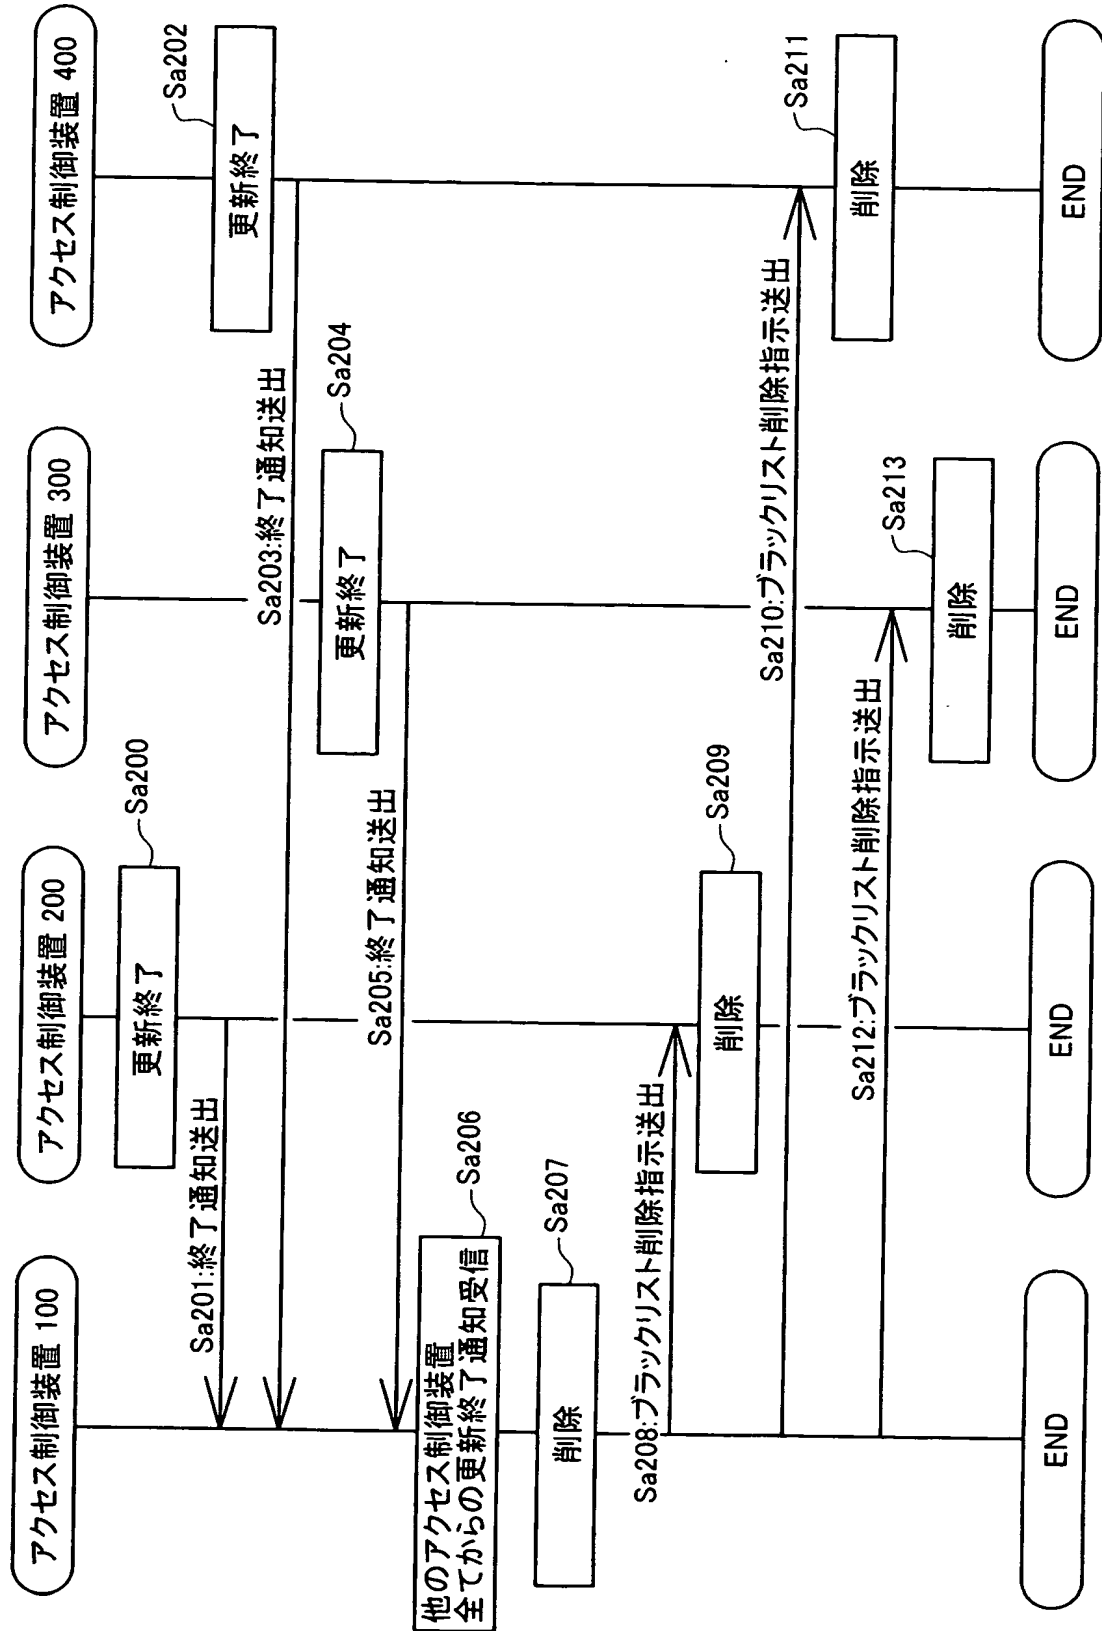 アクセス制御装置 100
アクセス制御装置 200
アクセス制御装置 300
アクセス制御装置 400
更新終了
Sa200
Sa201:終了通知送出
更新終了
Sa202
Sa203:終了通知送出
更新終了
Sa204
Sa205:終了通知送出
他のアクセス制御装置
全てからの更新終了通知受信
Sa206
削除
Sa207
Sa208:ブラックリスト削除指示送出
削除
Sa209
Sa210:ブラックリスト削除指示送出
削除
Sa211
Sa212:ブラックリスト削除指示送出
削除
Sa213
END
END
END
END